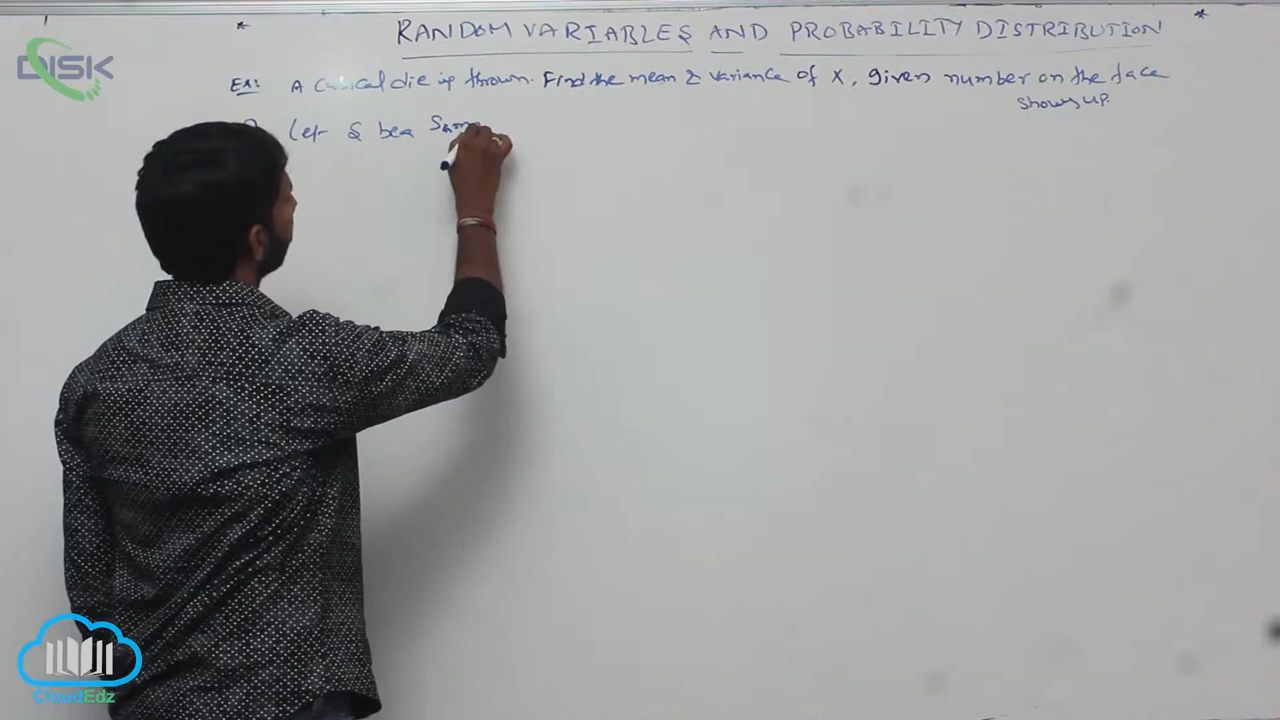 * RANDOM VARIABLES AND PROBABILITY DISTRIBUTION *
DISK
Ex: A cubical die is thrown. Find the mean & variance of X, given number on the face
shows up.
Let S be a Sam
CloudEdz